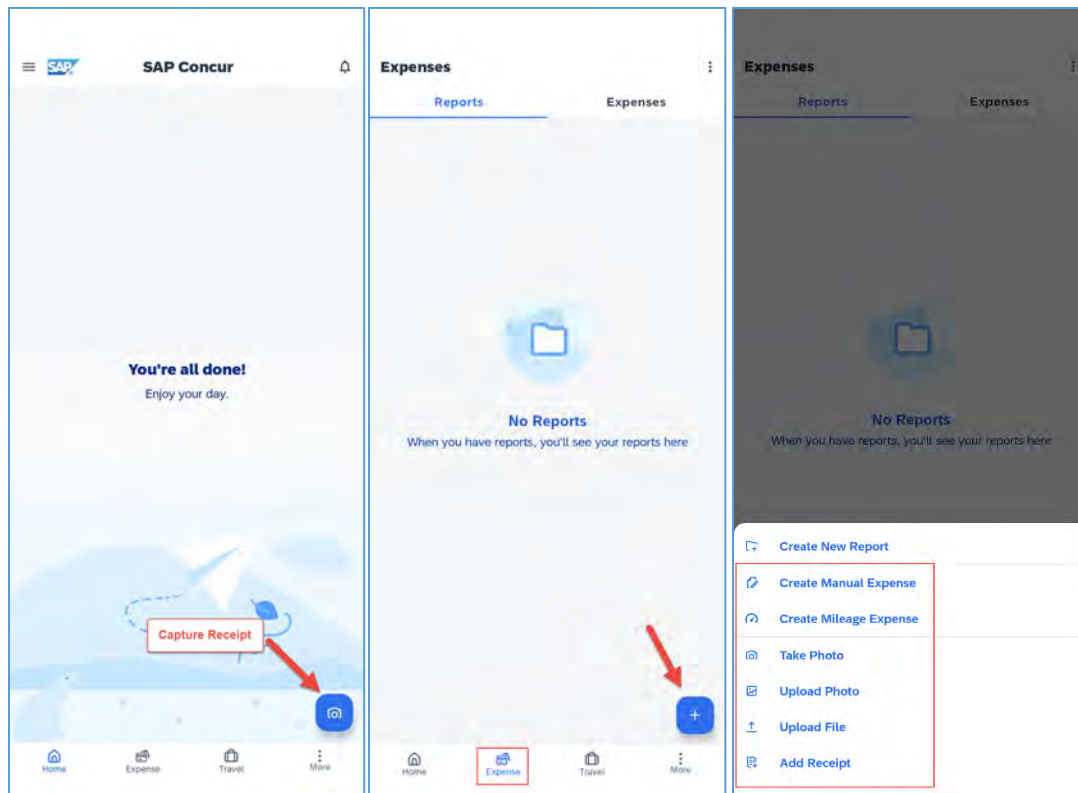 SAP SAP Concur
You're all done!
Enjoy your day.
Capture Receipt
Home Expense Travel More
Expenses
Reports Expenses
No Reports
When you have reports, you'll see your reports here
Home Expense Travel More
Expenses
Reports Expenses
No Reports
When you have reports, you'll see your reports here
Create New Report
Create Manual Expense
Create Mileage Expense
Take Photo
Upload Photo
Upload File
Add Receipt